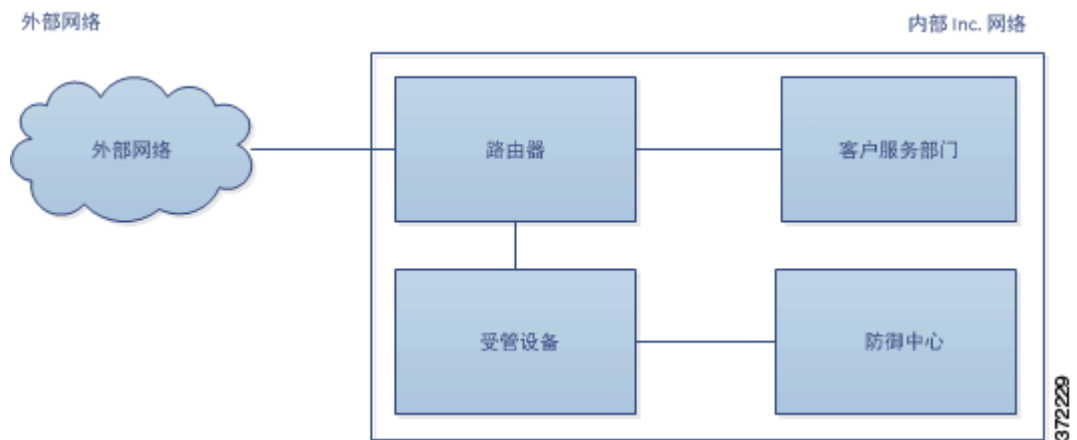 外部网络
内部 Inc. 网络
外部网络
路由器
客户服务部门
受管设备
防御中心
372229